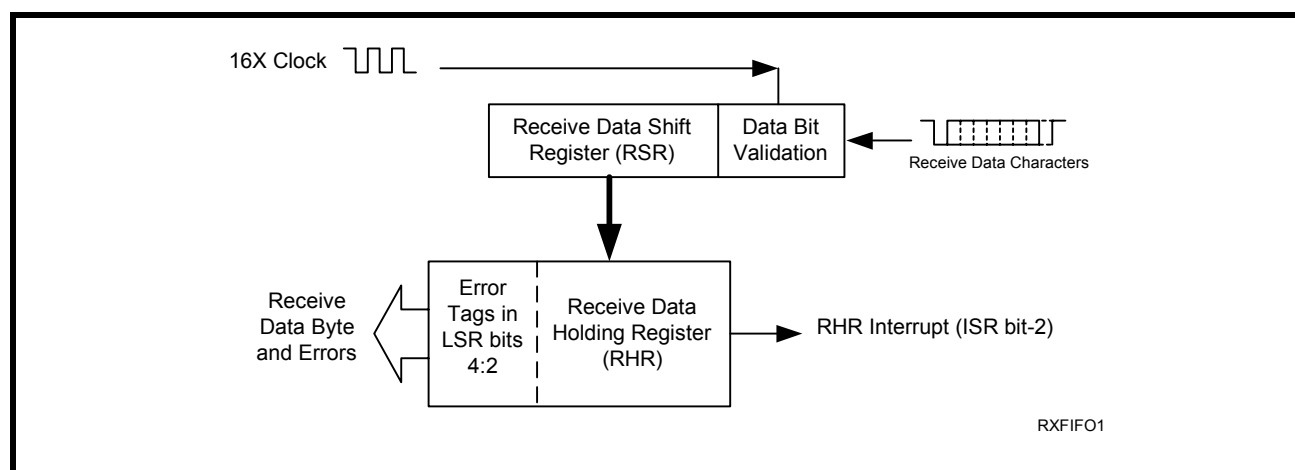 16X Clock
Receive Data Shift
Register (RSR)
Data Bit
Validation
Receive Data Characters
Receive
Data Byte
and Errors
Error
Tags in
LSR bits
4:2
Receive Data
Holding Register
(RHR)
RHR Interrupt (ISR bit-2)
RXFIFO1